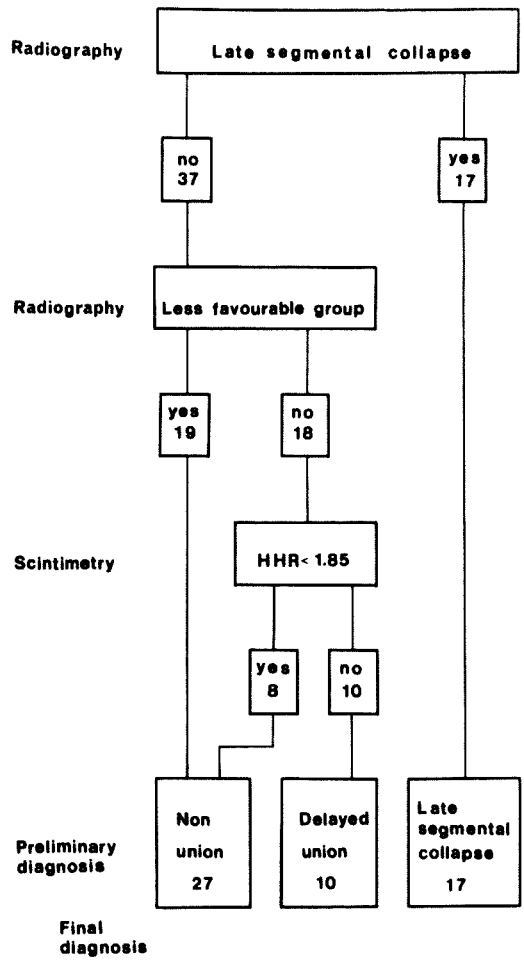 Radiography
Late segmental collapse
no
37
yes
17
Radiography
Less favourable group
yes
19
no
18
Scintimetry
HHR< 1.85
yes
8
no
10
Preliminary
diagnosis
Non
union
27
Delayed
union
10
Late
segmental
collapse
17
Final
diagnosis